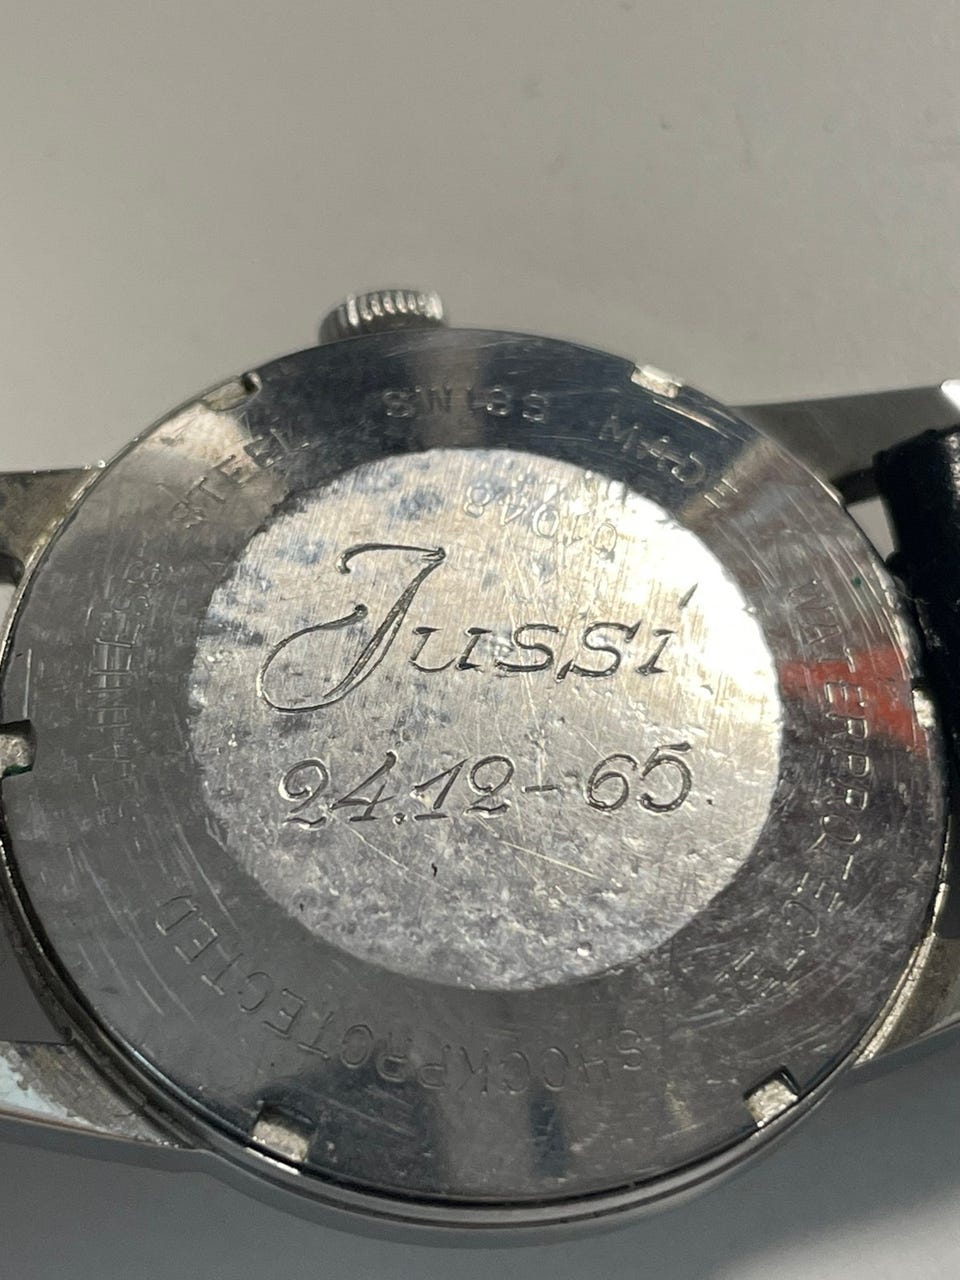 STAINLESS STEEL SWISS MADE WATERPROTECTED SHOCKPROTECTED
Jussi
24.12-65